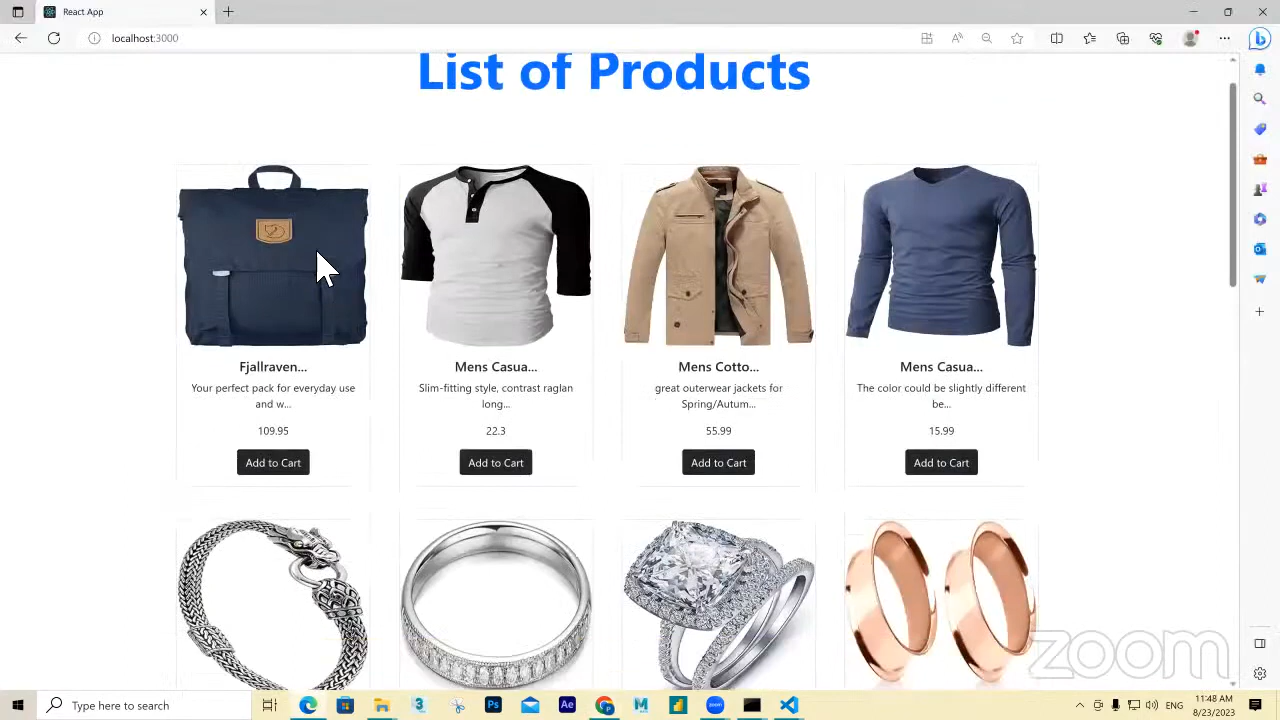 React App
localhost:3000
List of Products
Fjallraven...
Your perfect pack for everyday use
and w...
109.95
Add to Cart
Mens Casua...
Slim-fitting style, contrast raglan
long...
22.3
Add to Cart
Mens Cotto...
great outerwear jackets for
Spring/Autum...
55.99
Add to Cart
Mens Casua...
The color could be slightly different
be...
15.99
Add to Cart
zoom
Type here to search
Ps
Ae
zoom
ENG
11:48 AM
8/23/2023